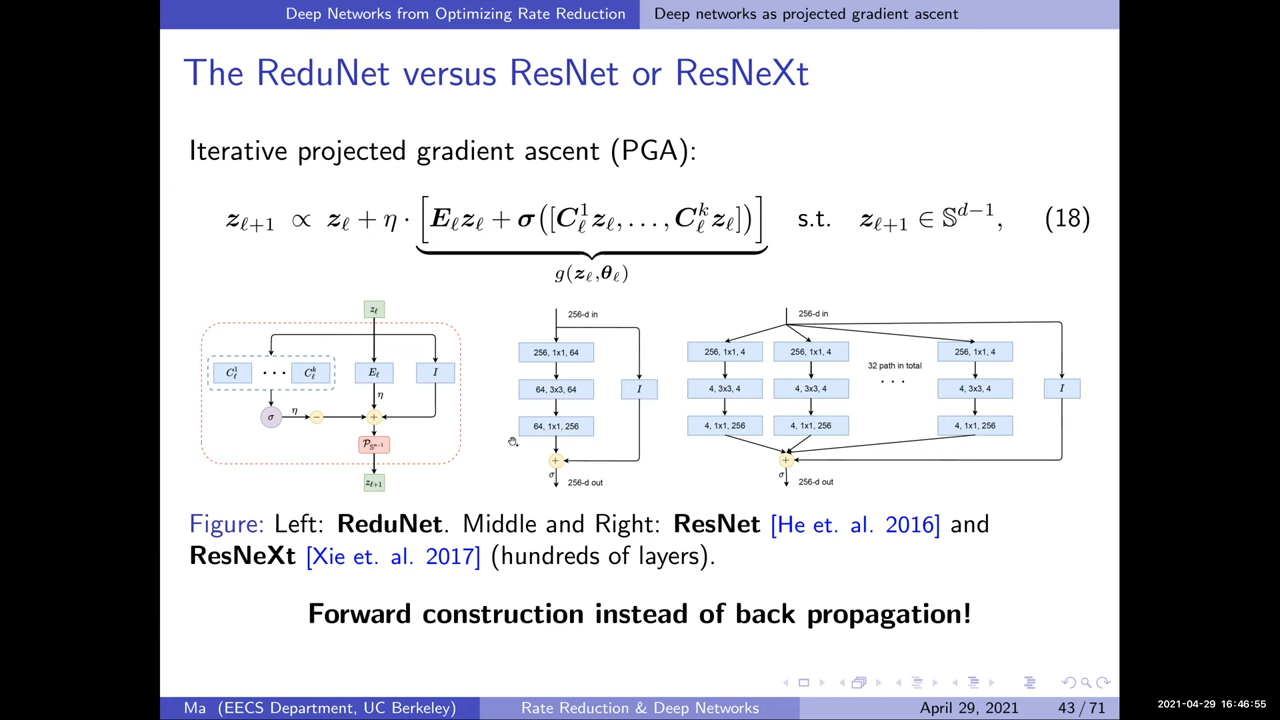 Deep Networks from Optimizing Rate Reduction Deep networks as projected gradient ascent
The ReduNet versus ResNet or ResNeXt
Iterative projected gradient ascent (PGA):
z_{ℓ+1} ∝ z_ℓ + η · [E_ℓ z_ℓ + σ([C_ℓ^1 z_ℓ, . . . , C_ℓ^k z_ℓ])] s.t. z_{ℓ+1} ∈ 𝕊^{d−1}, (18)
g(z_ℓ, θ_ℓ)
z_ℓ
C_ℓ^1 · · · C_ℓ^k E_ℓ I
η
σ η − +
P_{𝕊^{n−1}}
z_{ℓ+1}
256-d in
256, 1x1, 64
64, 3x3, 64 I
64, 1x1, 256
+
σ
256-d out
256-d in
256, 1x1, 4 256, 1x1, 4 256, 1x1, 4
32 path in total
4, 3x3, 4 4, 3x3, 4 · · · 4, 3x3, 4 I
4, 1x1, 256 4, 1x1, 256 4, 1x1, 256
+
σ
256-d out
Figure: Left: ReduNet. Middle and Right: ResNet [He et. al. 2016] and
ResNeXt [Xie et. al. 2017] (hundreds of layers).
Forward construction instead of back propagation!
Ma (EECS Department, UC Berkeley) Rate Reduction & Deep Networks April 29, 2021 43 / 71
2021-04-29 16:46:55